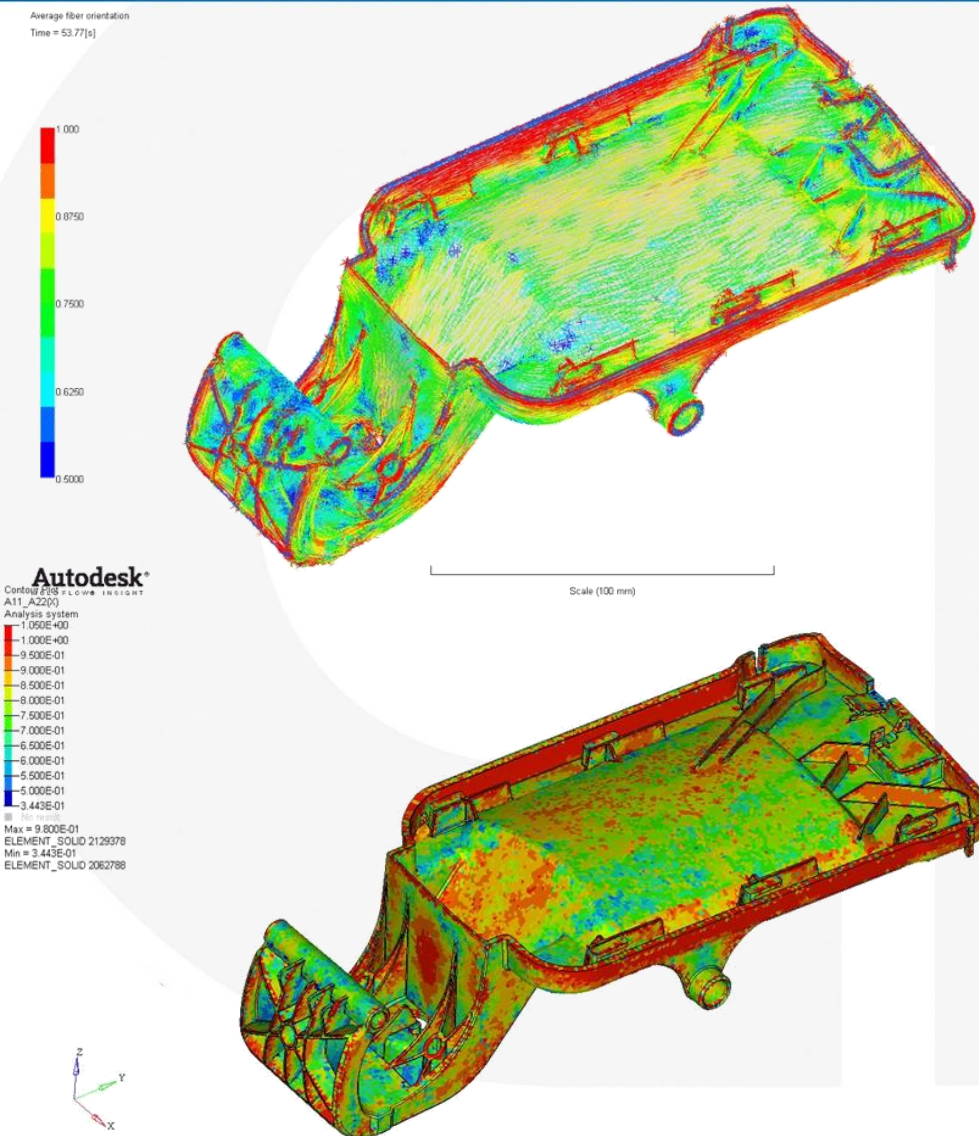 Average fiber orientation
Time = 53.77[s]
1.000
0.8750
0.7500
0.6250
0.5000
Scale (100 mm)
Autodesk®
MOLDFLOW® INSIGHT
Contour Plot
A11_A22(X)
Analysis system
1.050E+00
1.000E+00
9.500E-01
9.000E-01
8.500E-01
8.000E-01
7.500E-01
7.000E-01
6.500E-01
6.000E-01
5.500E-01
5.000E-01
3.443E-01
No result
Max = 9.800E-01
ELEMENT_SOLID 2129378
Min = 3.443E-01
ELEMENT_SOLID 2062788
Z
Y
X